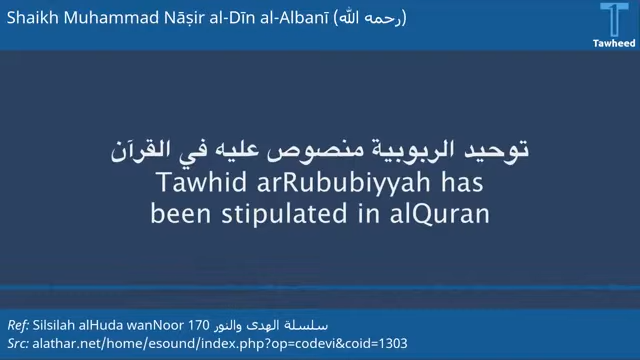 Shaikh Muhammad Nāṣir al-Dīn al-Albanī (رحمه الله)
Tawheed
توحيد الربوبية منصوص عليه في القرآن
Tawhid arRububiyyah has
been stipulated in alQuran
Ref: Silsilah alHuda wanNoor 170 سلسلة الهدى والنور
Src: alathar.net/home/esound/index.php?op=codevi&coid=1303